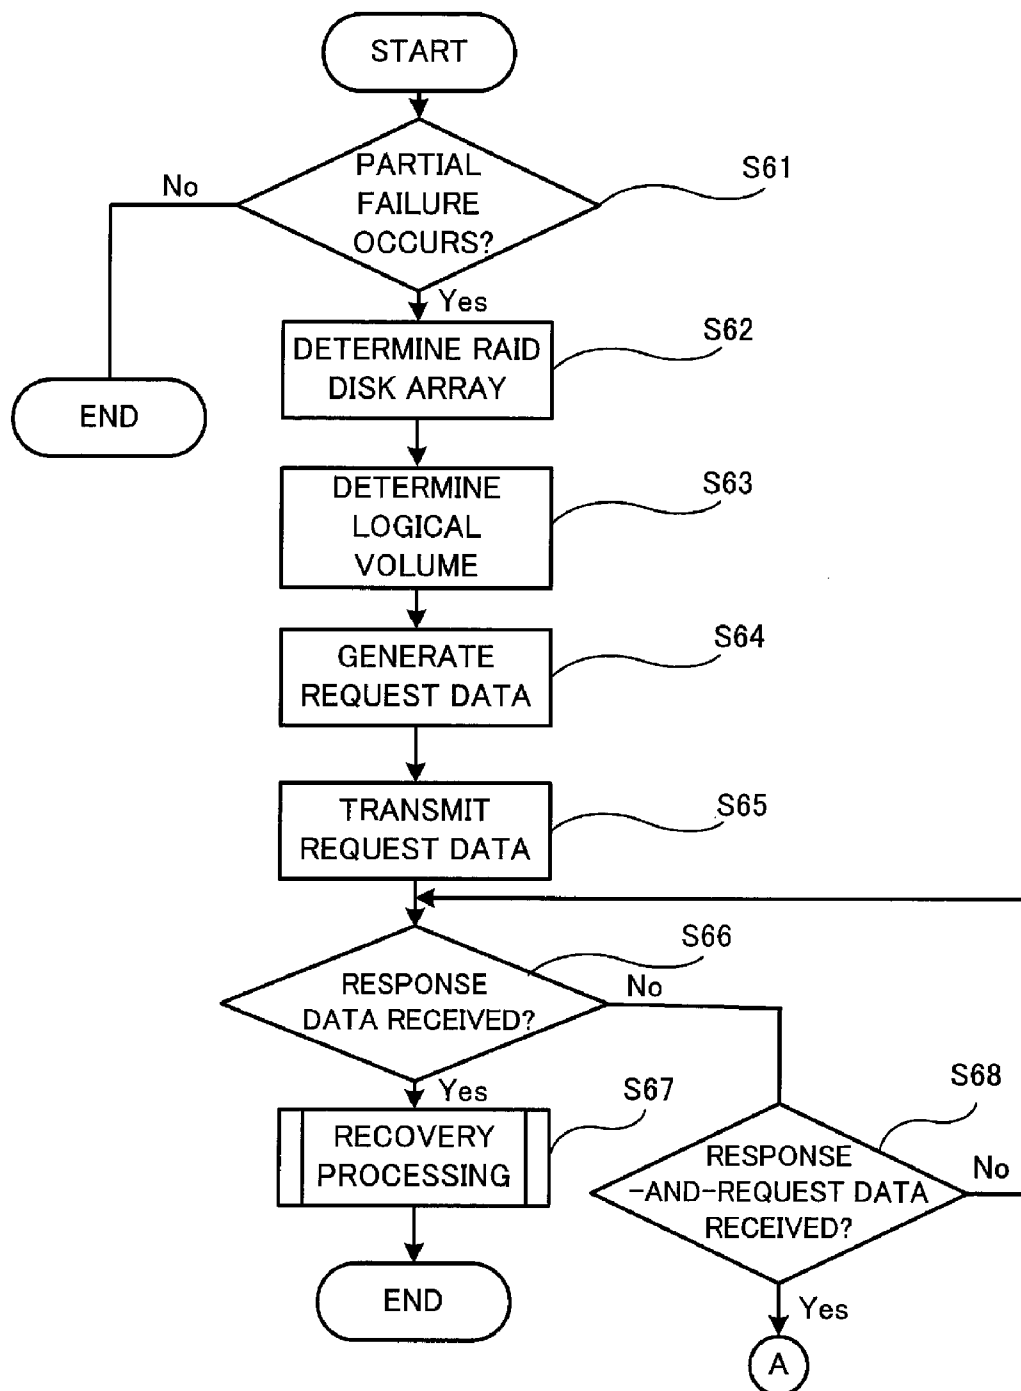 START
PARTIAL
FAILURE
OCCURS?
S61
No
Yes
END
DETERMINE RAID
DISK ARRAY
S62
DETERMINE
LOGICAL
VOLUME
S63
GENERATE
REQUEST DATA
S64
TRANSMIT
REQUEST DATA
S65
RESPONSE
DATA RECEIVED?
S66
No
Yes
RECOVERY
PROCESSING
S67
RESPONSE
-AND-REQUEST DATA
RECEIVED?
S68
No
END
Yes
A